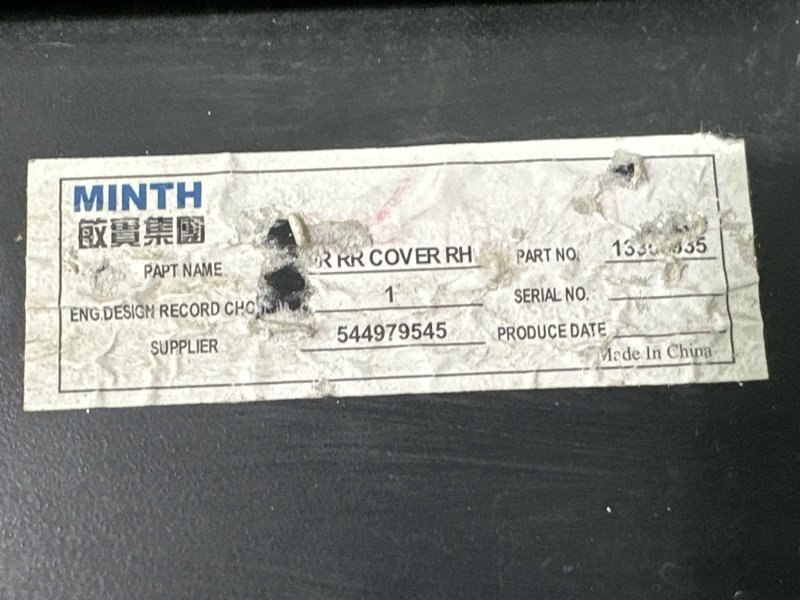 MINTH
敏實集團
PAPT NAME RR COVER RH PART NO.
ENG.DESIGN RECORD 1 SERIAL NO.
SUPPLIER 544979545 PRODUCE DATE
Made In China